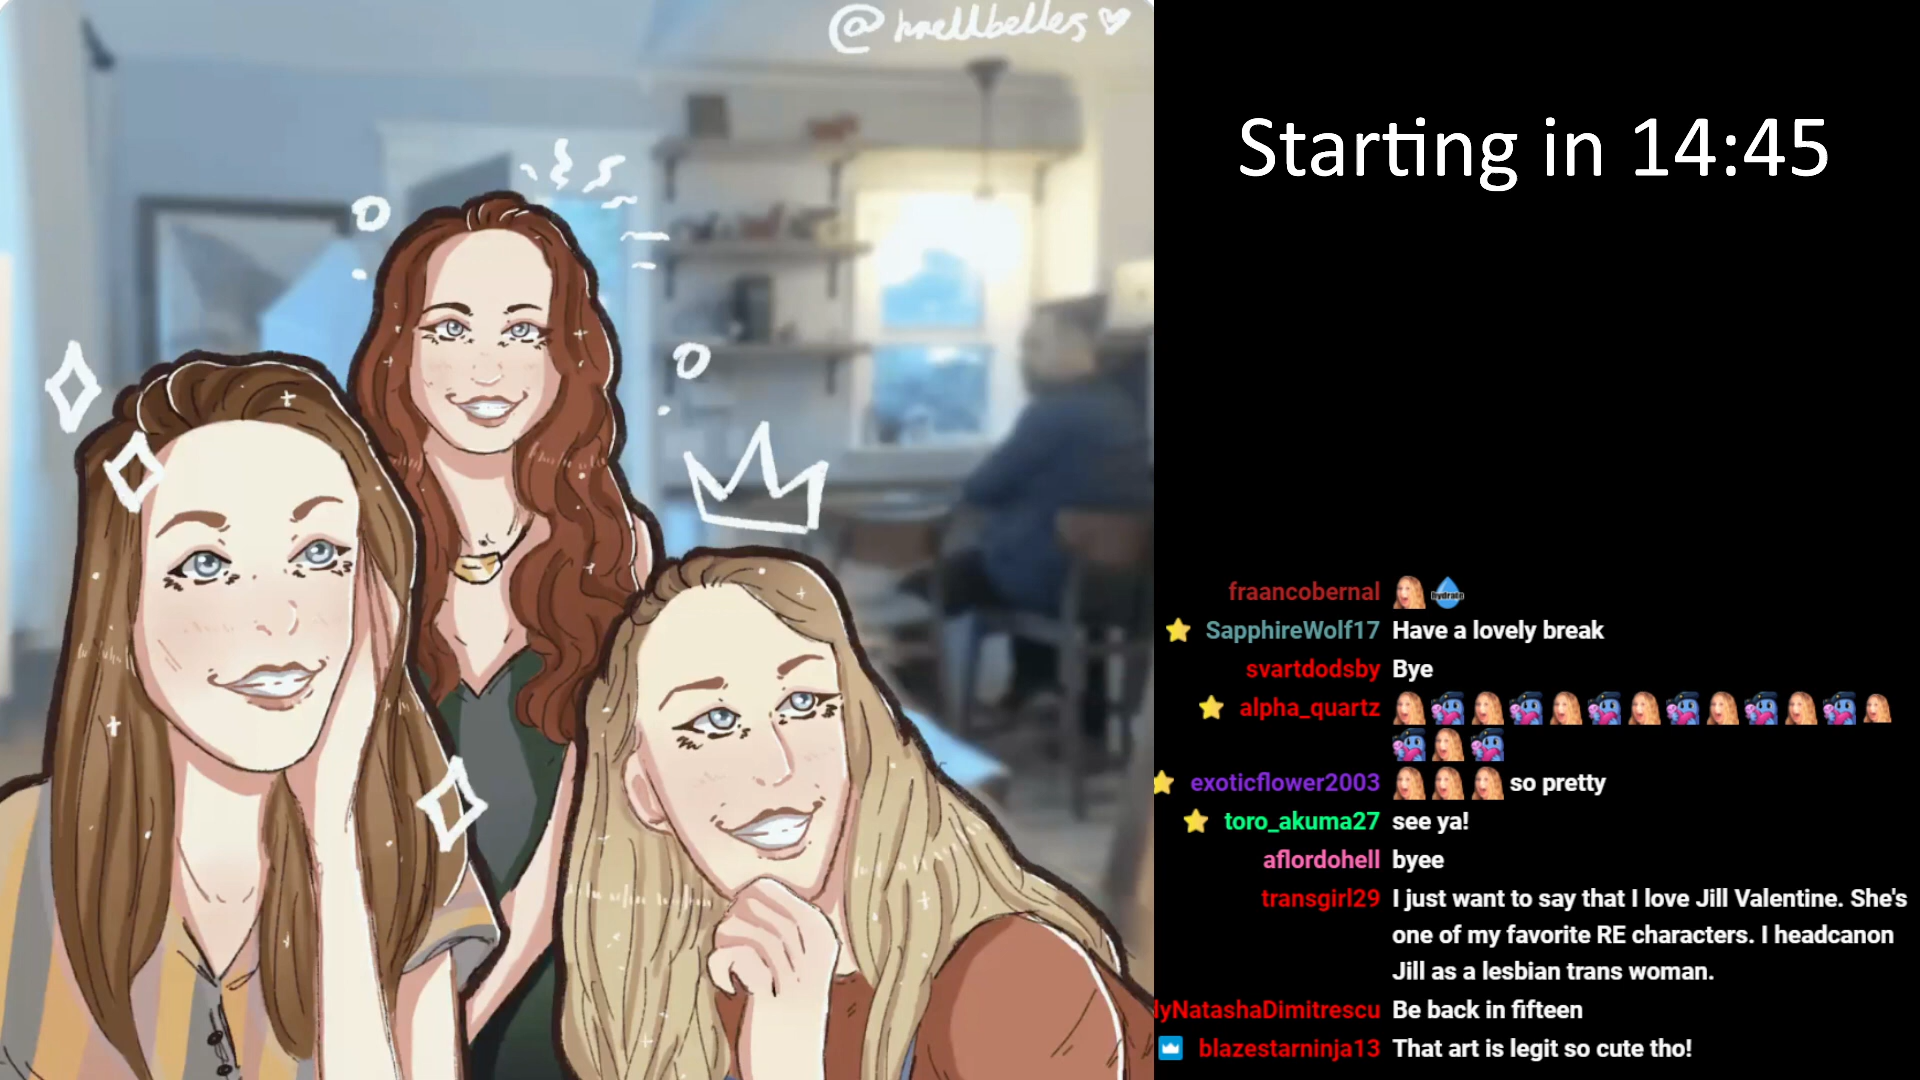 @hnellbelles
Starting in 14:45
fraancobernal
hydrate
SapphireWolf17 Have a lovely break
svartdodsby Bye
alpha_quartz
exoticflower2003 so pretty
toro_akuma27 see ya!
aflordohell byee
transgirl29 I just want to say that I love Jill Valentine. She's
one of my favorite RE characters. I headcanon
Jill as a lesbian trans woman.
lyNatashaDimitrescu Be back in fifteen
blazestarninja13 That art is legit so cute tho!